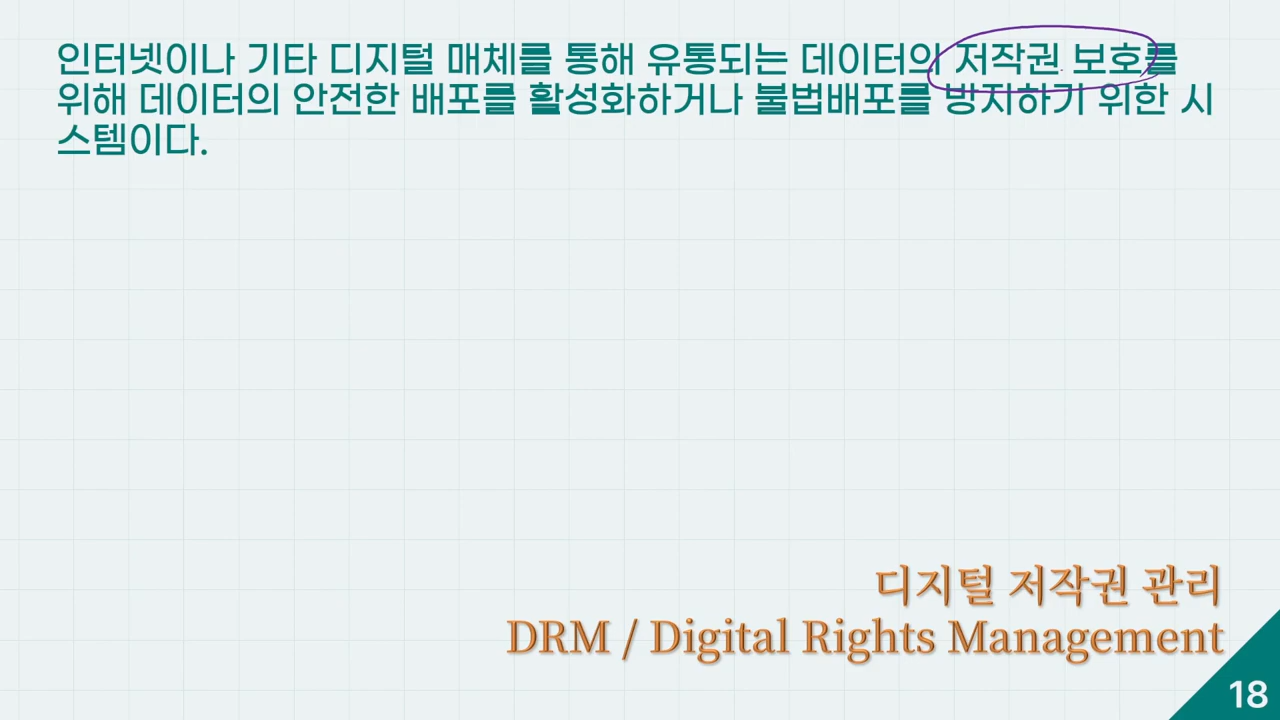 인터넷이나 기타 디지털 매체를 통해 유통되는 데이터의 저작권 보호를
위해 데이터의 안전한 배포를 활성화하거나 불법배포를 방지하기 위한 시
스템이다.
디지털 저작권 관리
DRM / Digital Rights Management
18